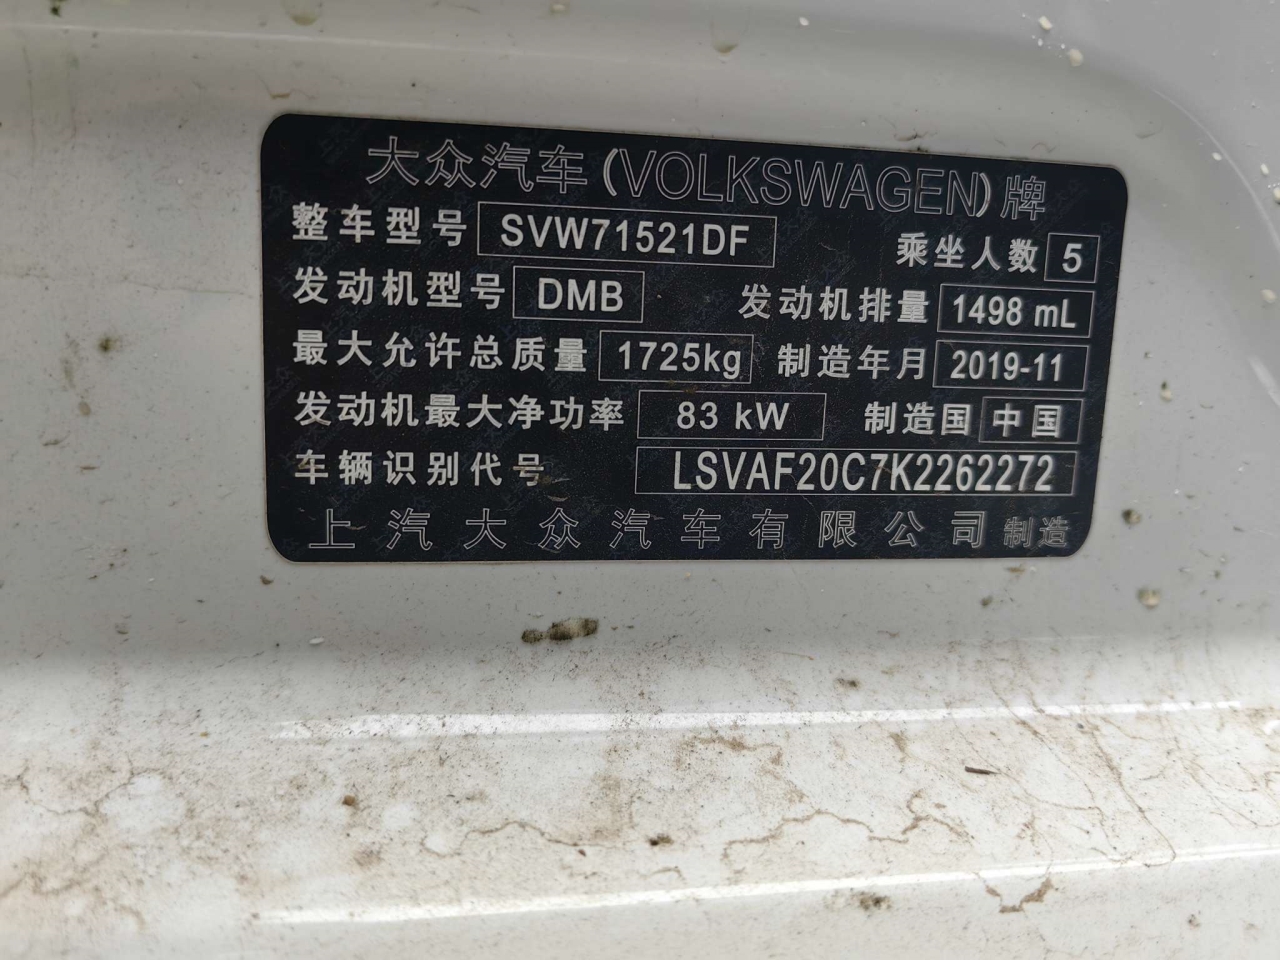 大众汽车(VOLKSWAGEN)牌
整车型号 SVW71521DF 乘坐人数 5
发动机型号 DMB 发动机排量 1498 mL
最大允许总质量 1725kg 制造年月 2019-11
发动机最大净功率 83 kW 制造国 中国
车辆识别代号 LSVAF20C7K2262272
上汽大众汽车有限公司 制造